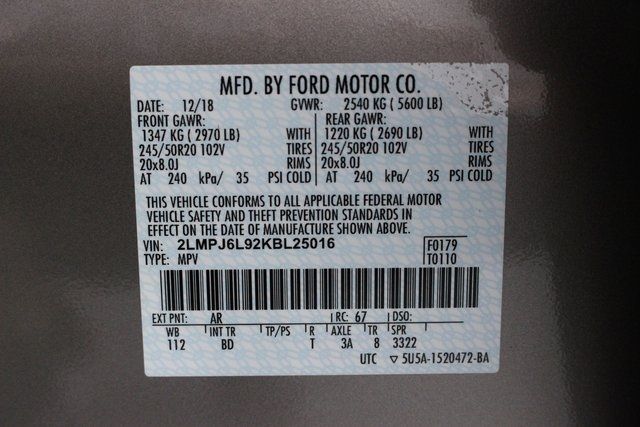 MFD. BY FORD MOTOR CO.
DATE: 12/18 GVWR: 2540 KG ( 5600 LB)
FRONT GAWR: REAR GAWR:
1347 KG ( 2970 LB) WITH 1220 KG ( 2690 LB) WITH
245/50R20 102V TIRES 245/50R20 102V TIRES
20x8.0J RIMS 20x8.0J RIMS
AT 240 kPa/ 35 PSI COLD AT 240 kPa/ 35 PSI COLD
THIS VEHICLE CONFORMS TO ALL APPLICABLE FEDERAL MOTOR
VEHICLE SAFETY AND THEFT PREVENTION STANDARDS IN
EFFECT ON THE DATE OF MANUFACTURE SHOWN ABOVE.
VIN: 2LMPJ6L92KBL25016 F0179
TYPE: MPV T0110
EXT PNT: AR RC: 67 DSO:
WB INT TR TP/PS R AXLE TR SPR
112 BD T 3A 8 3322
UTC ▽ 5U5A-1520472-BA